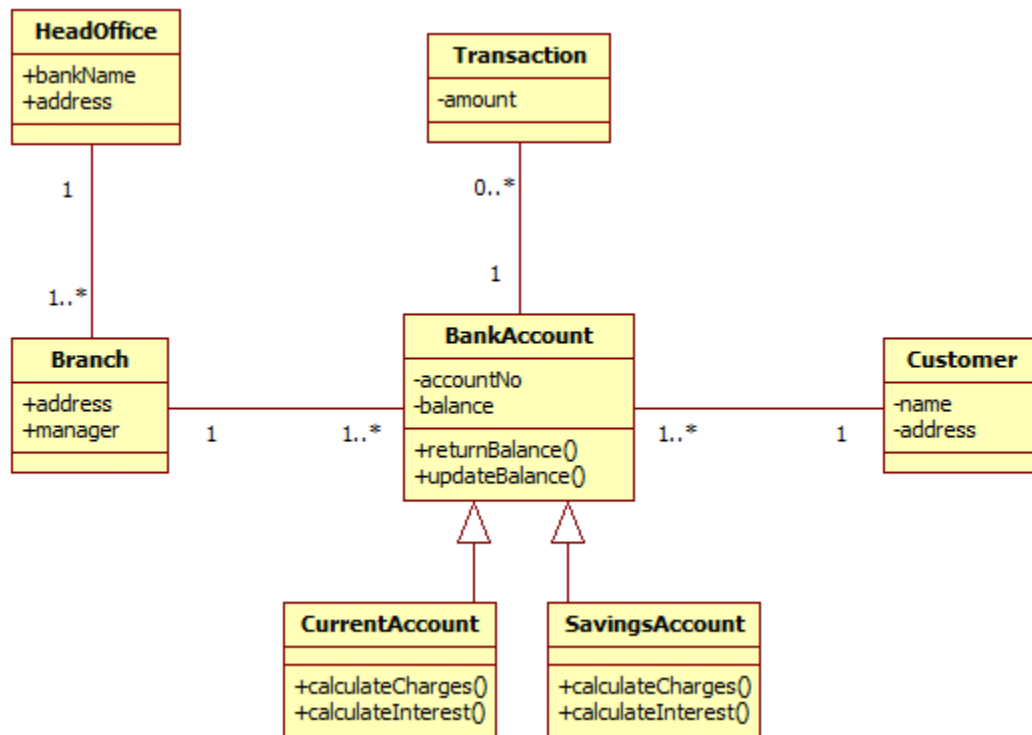 HeadOffice
+bankName
+address
Transaction
-amount
1
0..*
1..*
1
Branch
+address
+manager
BankAccount
-accountNo
-balance
+returnBalance()
+updateBalance()
Customer
-name
-address
1
1..*
1..*
1
CurrentAccount
+calculateCharges()
+calculateInterest()
SavingsAccount
+calculateCharges()
+calculateInterest()